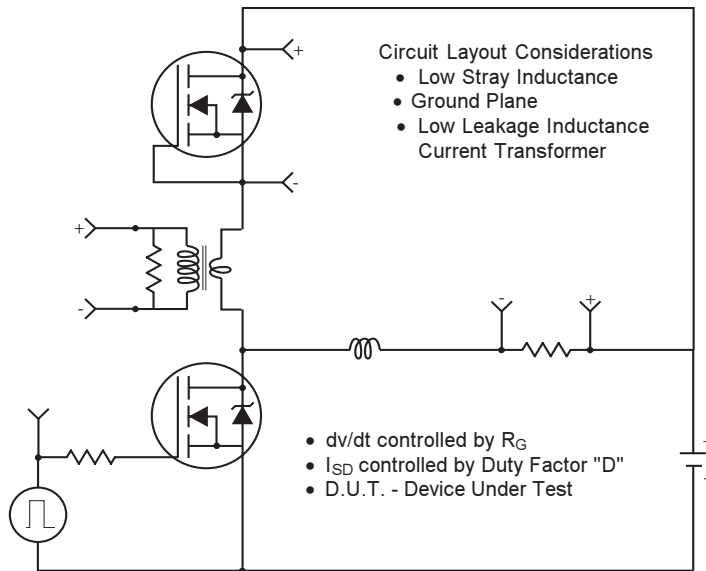 +
Circuit Layout Considerations
• Low Stray Inductance
• Ground Plane
• Low Leakage Inductance
Current Transformer
-
+
-
-
+
• dv/dt controlled by RG
• ISD controlled by Duty Factor "D"
• D.U.T. - Device Under Test